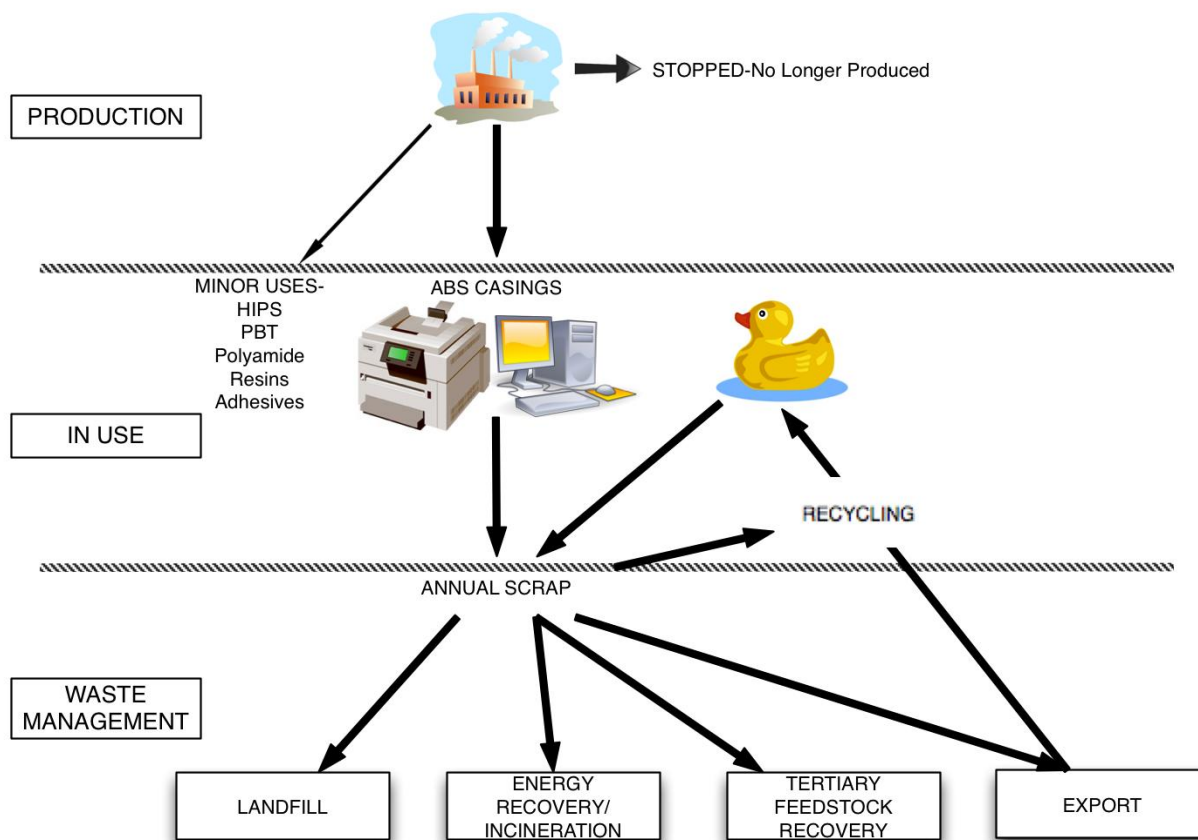 STOPPED-No Longer Produced
PRODUCTION
MINOR USES-
HIPS
PBT
Polyamide
Resins
Adhesives
ABS CASINGS
IN USE
RECYCLING
ANNUAL SCRAP
WASTE
MANAGEMENT
LANDFILL
ENERGY
RECOVERY/
INCINERATION
TERTIARY
FEEDSTOCK
RECOVERY
EXPORT